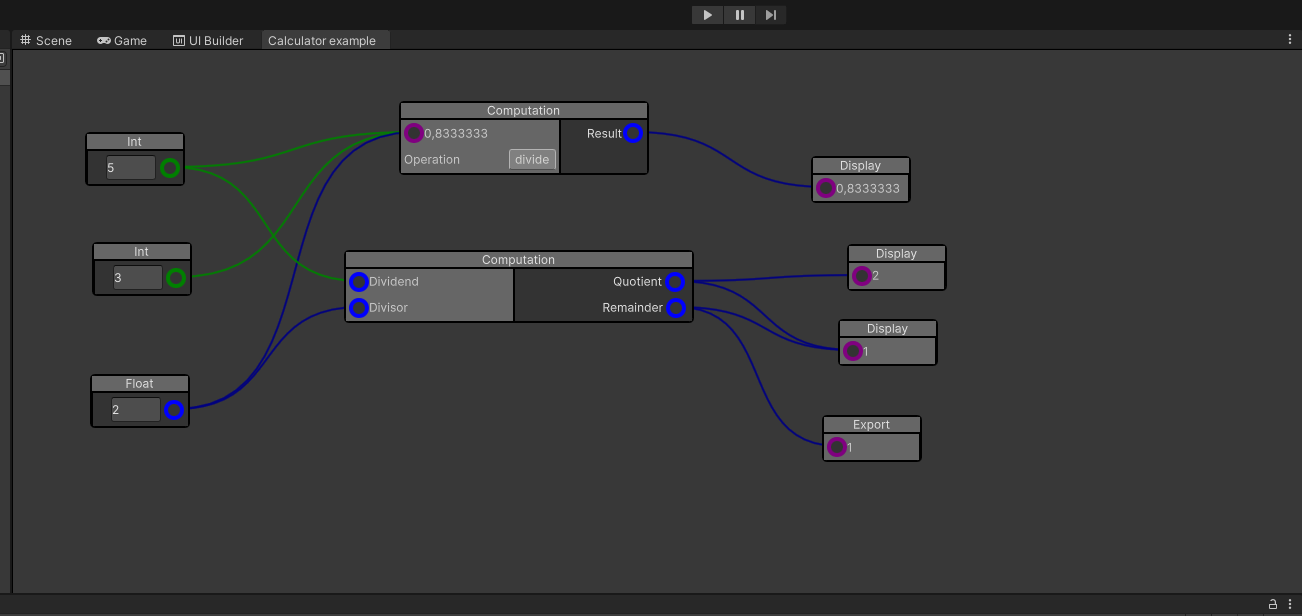 Scene Game UI Builder Calculator example
Int
5
Int
3
Float
2
Computation
0,8333333 Result
Operation divide
Computation
Dividend Quotient
Divisor Remainder
Display
0,8333333
Display
2
Display
1
Export
1